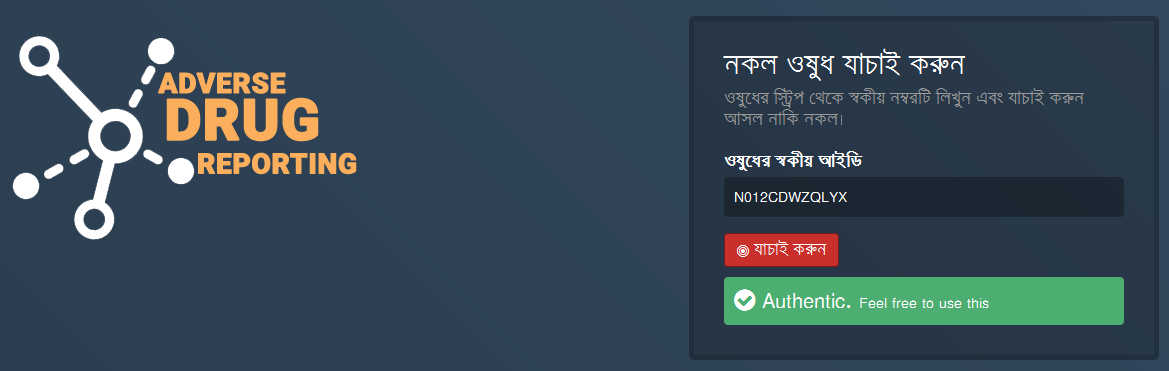 ADVERSE
DRUG
REPORTING
নকল ওষুধ যাচাই করুন
ওষুধের স্ট্রিপ থেকে স্বকীয় নম্বরটি লিখুন এবং যাচাই করুন
আসল নাকি নকল।
ওষুধের স্বকীয় আইডি
N012CDWZQLYX
যাচাই করুন
Authentic. Feel free to use this